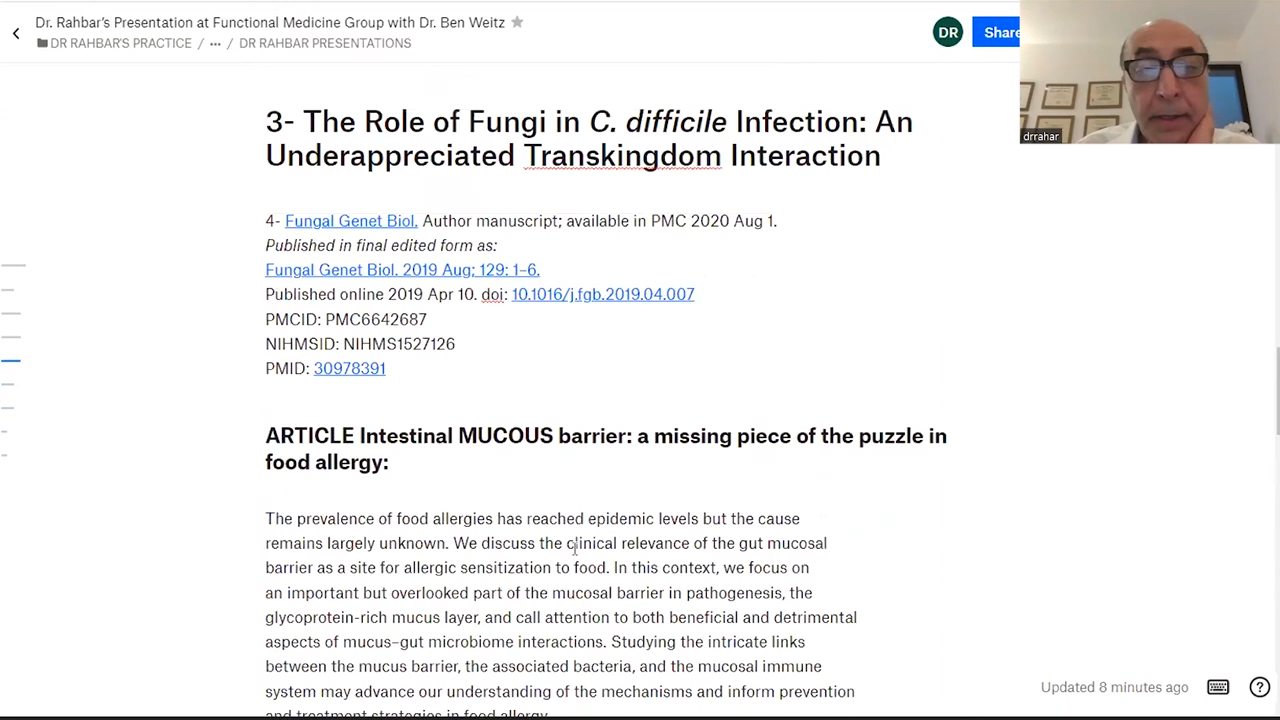 Dr. Rahbar's Presentation at Functional Medicine Group with Dr. Ben Weitz
DR RAHBAR'S PRACTICE / ••• / DR RAHBAR PRESENTATIONS
DR
Share
drrahar
3- The Role of Fungi in C. difficile Infection: An
Underappreciated Transkingdom Interaction
4- Fungal Genet Biol. Author manuscript; available in PMC 2020 Aug 1.
Published in final edited form as:
Fungal Genet Biol. 2019 Aug; 129: 1–6.
Published online 2019 Apr 10. doi: 10.1016/j.fgb.2019.04.007
PMCID: PMC6642687
NIHMSID: NIHMS1527126
PMID: 30978391
ARTICLE Intestinal MUCOUS barrier: a missing piece of the puzzle in
food allergy:
The prevalence of food allergies has reached epidemic levels but the cause
remains largely unknown. We discuss the clinical relevance of the gut mucosal
barrier as a site for allergic sensitization to food. In this context, we focus on
an important but overlooked part of the mucosal barrier in pathogenesis, the
glycoprotein-rich mucus layer, and call attention to both beneficial and detrimental
aspects of mucus–gut microbiome interactions. Studying the intricate links
between the mucus barrier, the associated bacteria, and the mucosal immune
system may advance our understanding of the mechanisms and inform prevention
and treatment strategies in food allergy.
Updated 8 minutes ago
?